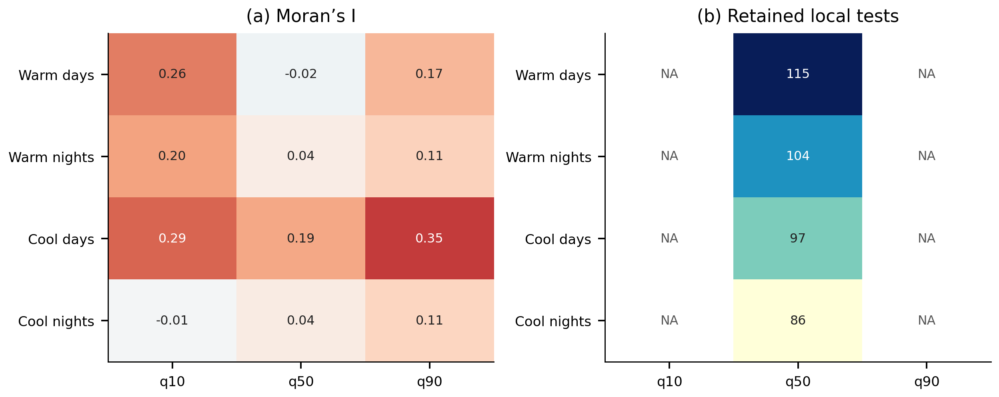 (a) Moran’s I
Warm days 0.26 -0.02 0.17
Warm nights 0.20 0.04 0.11
Cool days 0.29 0.19 0.35
Cool nights -0.01 0.04 0.11
q10 q50 q90
(b) Retained local tests
Warm days NA 115 NA
Warm nights NA 104 NA
Cool days NA 97 NA
Cool nights NA 86 NA
q10 q50 q90